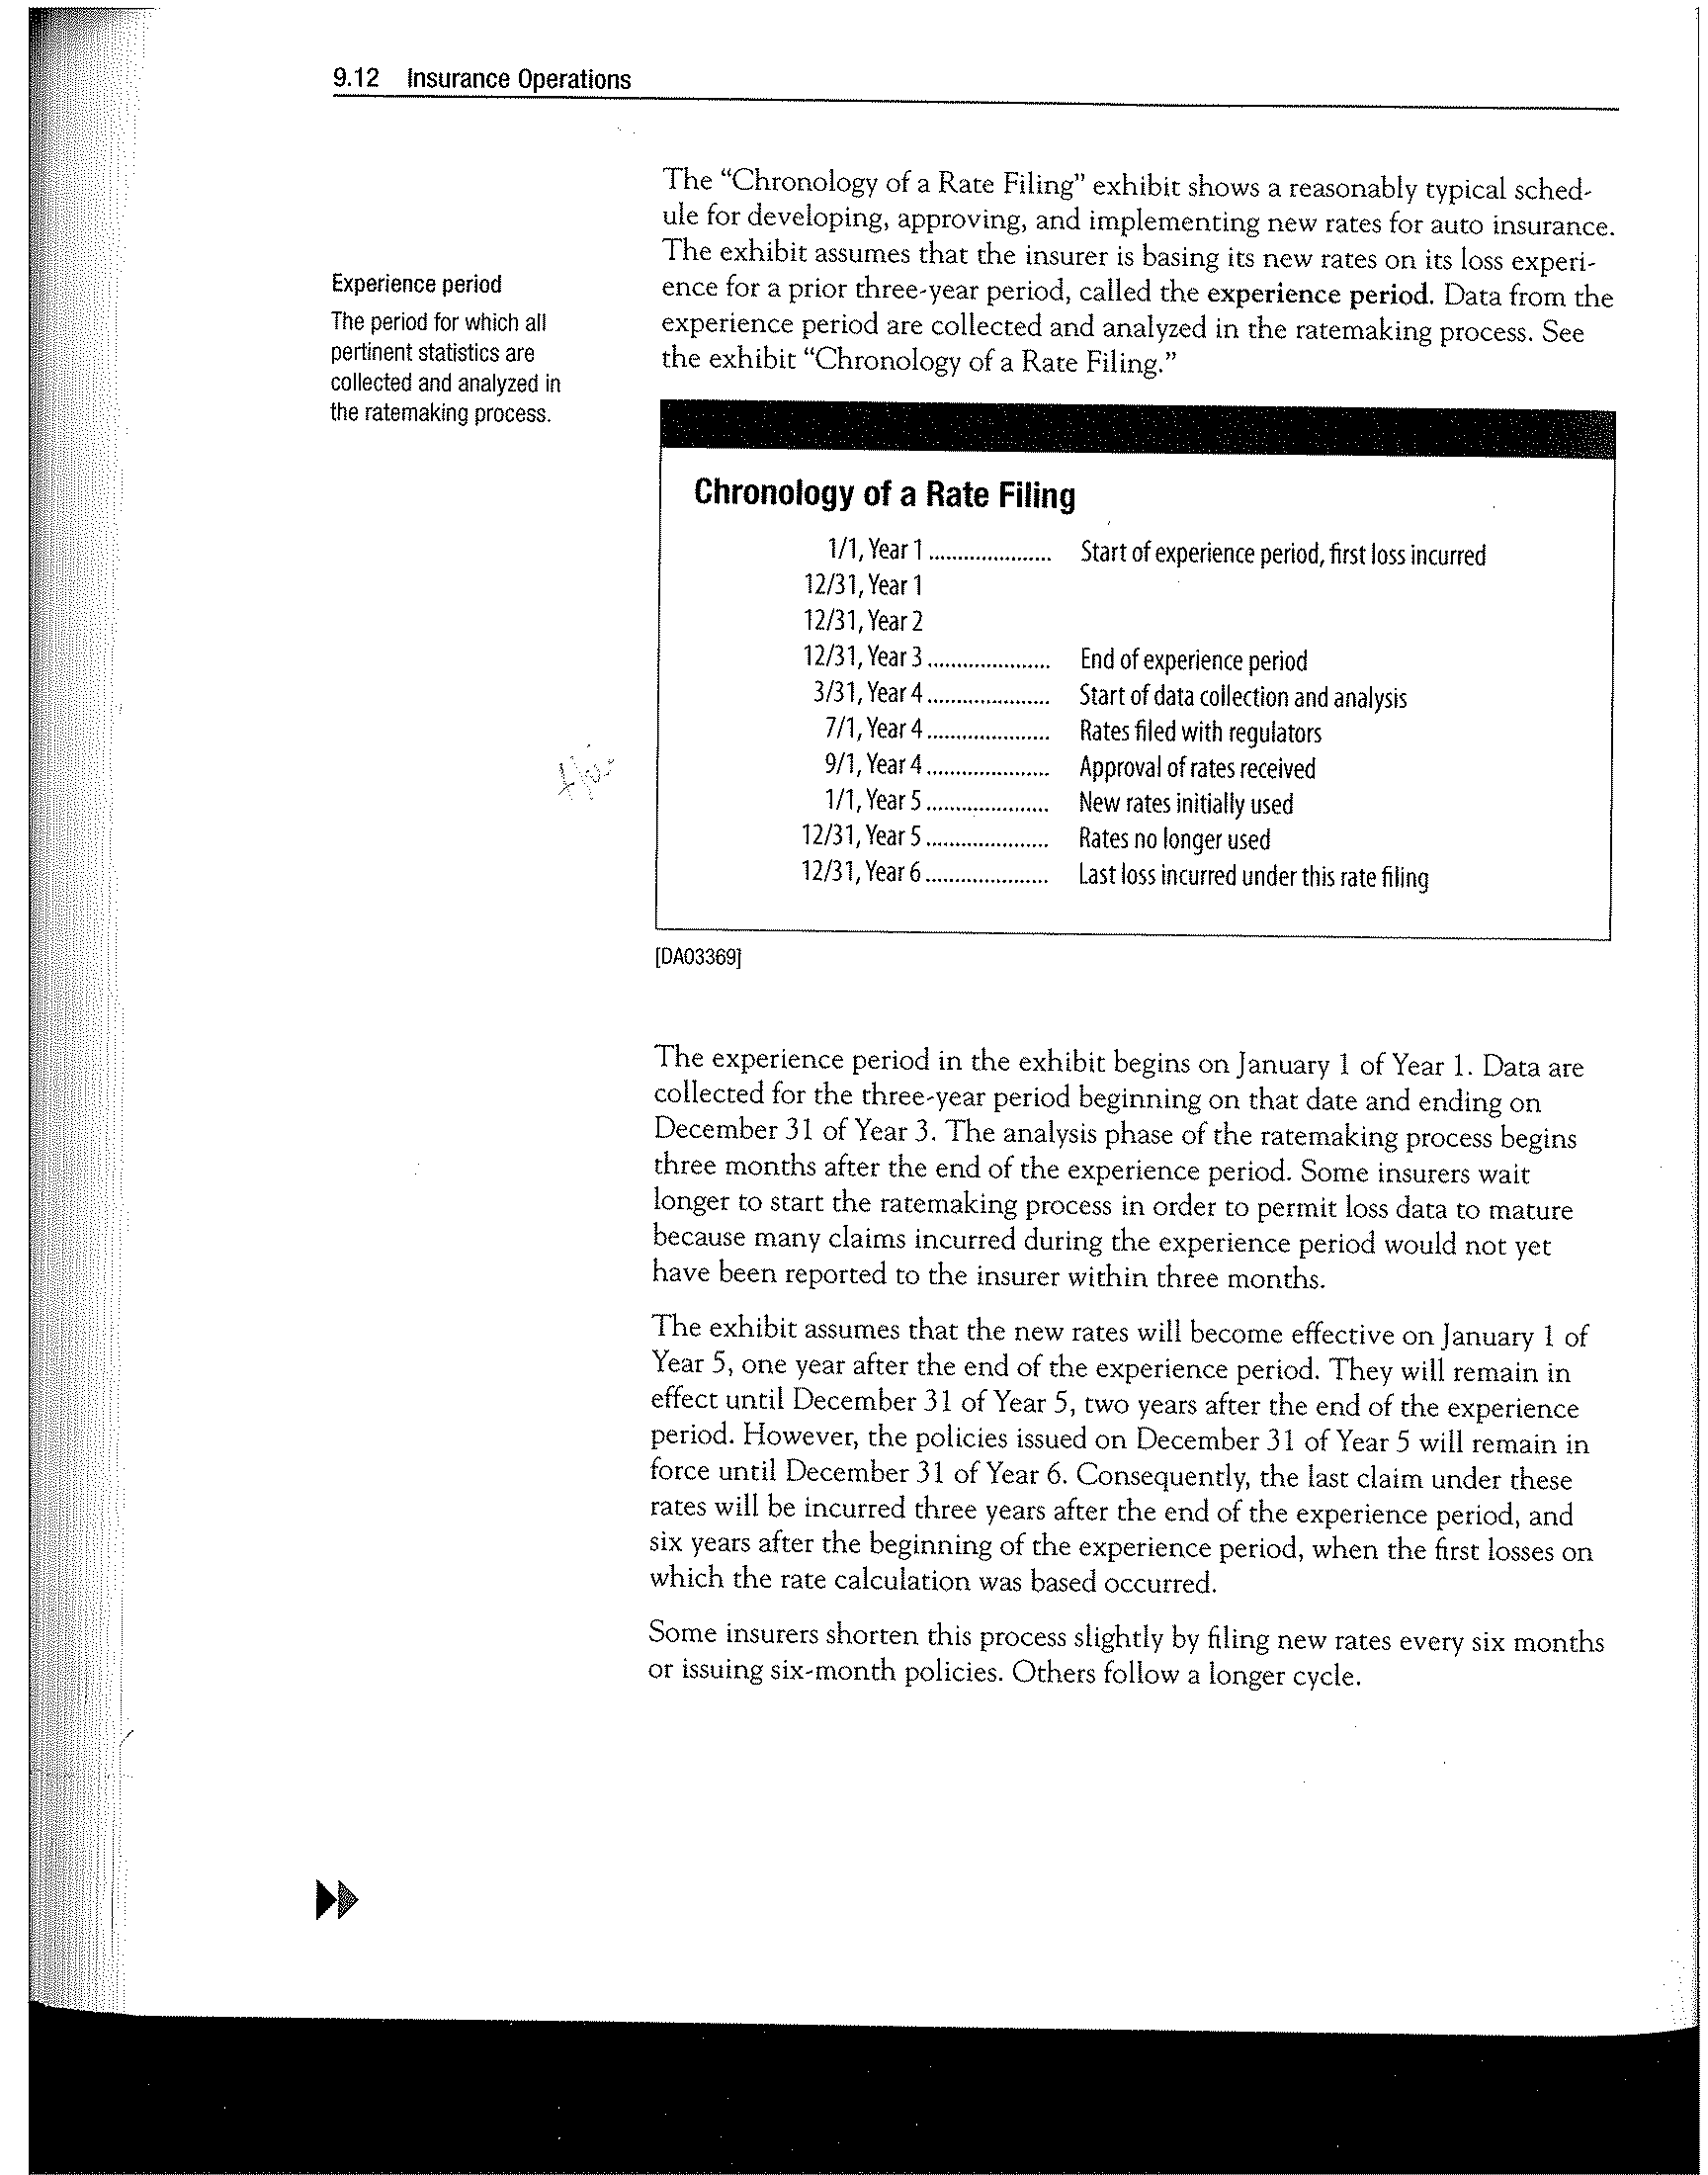 9.12 Insurance Operations
The “Chronology of a Rate Filing” exhibit shows a reasonably typical sched-
ule for developing, approving, and implementing new rates for auto insurance.
The exhibit assumes that the insurer is basing its new rates on its loss experi-
ence for a prior three-year period, called the experience period. Data from the
experience period are collected and analyzed in the ratemaking process. See
the exhibit “Chronology of a Rate Filing.”
Experience period
The period for which all
pertinent statistics are
collected and analyzed in
the ratemaking process.
Chronology of a Rate Filing
1/1, Year 1 ..................... Start of experience period, first loss incurred
12/31, Year 1
12/31, Year 2
12/31, Year 3 ..................... End of experience period
3/31, Year 4 ..................... Start of data collection and analysis
7/1, Year 4 ..................... Rates filed with regulators
9/1, Year 4 ..................... Approval of rates received
1/1, Year 5 ..................... New rates initially used
12/31, Year 5 ..................... Rates no longer used
12/31, Year 6 ..................... Last loss incurred under this rate filing
[DA03369]
The experience period in the exhibit begins on January 1 of Year 1. Data are
collected for the three-year period beginning on that date and ending on
December 31 of Year 3. The analysis phase of the ratemaking process begins
three months after the end of the experience period. Some insurers wait
longer to start the ratemaking process in order to permit loss data to mature
because many claims incurred during the experience period would not yet
have been reported to the insurer within three months.
The exhibit assumes that the new rates will become effective on January 1 of
Year 5, one year after the end of the experience period. They will remain in
effect until December 31 of Year 5, two years after the end of the experience
period. However, the policies issued on December 31 of Year 5 will remain in
force until December 31 of Year 6. Consequently, the last claim under these
rates will be incurred three years after the end of the experience period, and
six years after the beginning of the experience period, when the first losses on
which the rate calculation was based occurred.
Some insurers shorten this process slightly by filing new rates every six months
or issuing six-month policies. Others follow a longer cycle.